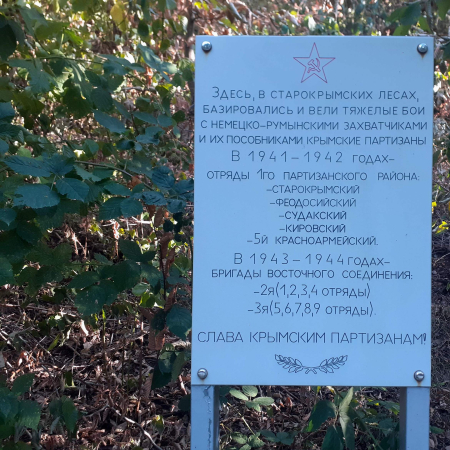 Здесь, в старокрымских лесах,
базировались и вели тяжелые бои
с немецко-румынскими захватчиками
и их пособниками крымские партизаны
В 1941-1942 годах-
отряды 1го партизанского района:
-старокрымский
-феодосийский
-судакский
-кировский
-5й красноармейский.
В 1943-1944 годах-
бригады восточного соединения:
-2я(1,2,3,4 отряды)
-3я(5,6,7,8,9 отряды).
Слава крымским партизанам!